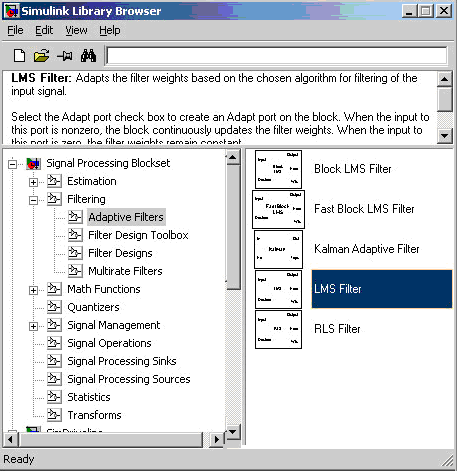 Simulink Library Browser
File Edit View Help
LMS Filter: Adapts the filter weights based on the chosen algorithm for filtering of the
input signal.
Select the Adapt port check box to create an Adapt port on the block. When the input to
this port is nonzero, the block continuously updates the filter weights. When the input to
this port is zero, the filter weights remain constant.
Signal Processing Blockset
Estimation
Filtering
Adaptive Filters
Filter Design Toolbox
Filter Designs
Multirate Filters
Math Functions
Quantizers
Signal Management
Signal Operations
Signal Processing Sinks
Signal Processing Sources
Statistics
Transforms
SimDriveline
Block LMS Filter
Fast Block LMS Filter
Kalman Adaptive Filter
LMS Filter
RLS Filter
Ready